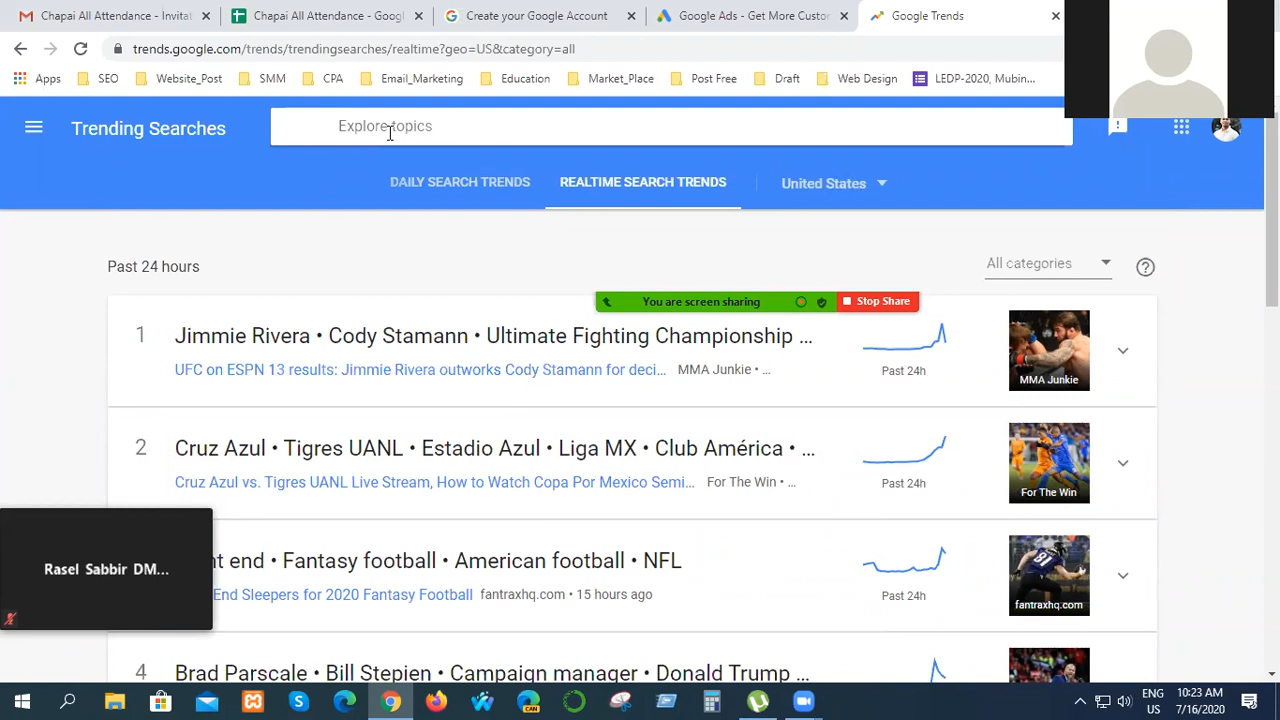 Chapai All Attendance - Invita
Chapai All Attendance - Googl
Create your Google Account
Google Ads - Get More Custo
Google Trends
trends.google.com/trends/trendingsearches/realtime?geo=US&category=all
Apps
SEO
Website_Post
SMM
CPA
Email_Marketing
Education
Market_Place
Post Free
Draft
Web Design
LEDP-2020, Mubin...
Trending Searches
Explore topics
DAILY SEARCH TRENDS
REALTIME SEARCH TRENDS
United States
Past 24 hours
All categories
You are screen sharing
Stop Share
1
Jimmie Rivera • Cody Stamann • Ultimate Fighting Championship ...
UFC on ESPN 13 results: Jimmie Rivera outworks Cody Stamann for deci...
MMA Junkie • ...
Past 24h
MMA Junkie
2
Cruz Azul • Tigres UANL • Estadio Azul • Liga MX • Club América • ...
Cruz Azul vs. Tigres UANL Live Stream, How to Watch Copa Por Mexico Semi...
For The Win • ...
Past 24h
For The Win
Rasel Sabbir DM...
t end • Fantasy football • American football • NFL
End Sleepers for 2020 Fantasy Football
fantraxhq.com • 15 hours ago
Past 24h
fantraxhq.com
4
Brad Parscale • Bill Stepien • Campaign manager • Donald Trump ...
CAN
ENG
US
10:23 AM
7/16/2020